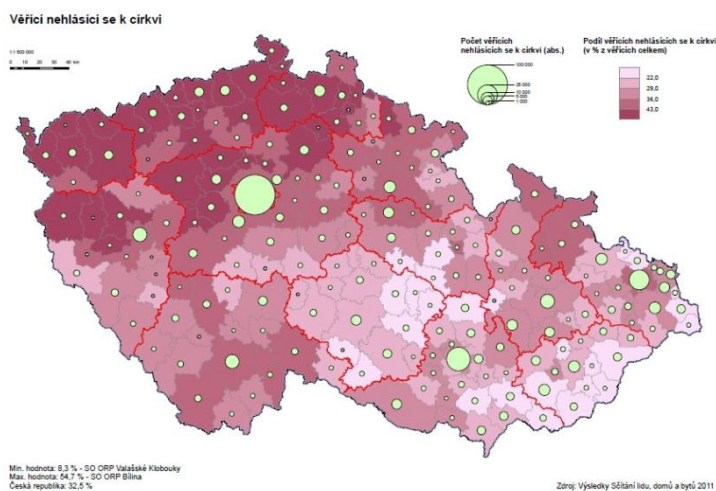 Věřící nehlásící se k církvi
1:1 500 000
0 10 20 30 40 km
Počet věřících
nehlásících se k církvi (abs.)
100 000
25 000
10 000
5 000
1 000
Podíl věřících nehlásících se k církvi
(v % z věřících celkem)
22,0
29,0
36,0
43,0
Min. hodnota: 8,3 % - SO ORP Valašské Klobouky
Max. hodnota: 54,7 % - SO ORP Bílina
Česká republika: 32,5 %
Zdroj: Výsledky Sčítání lidu, domů a bytů 2011